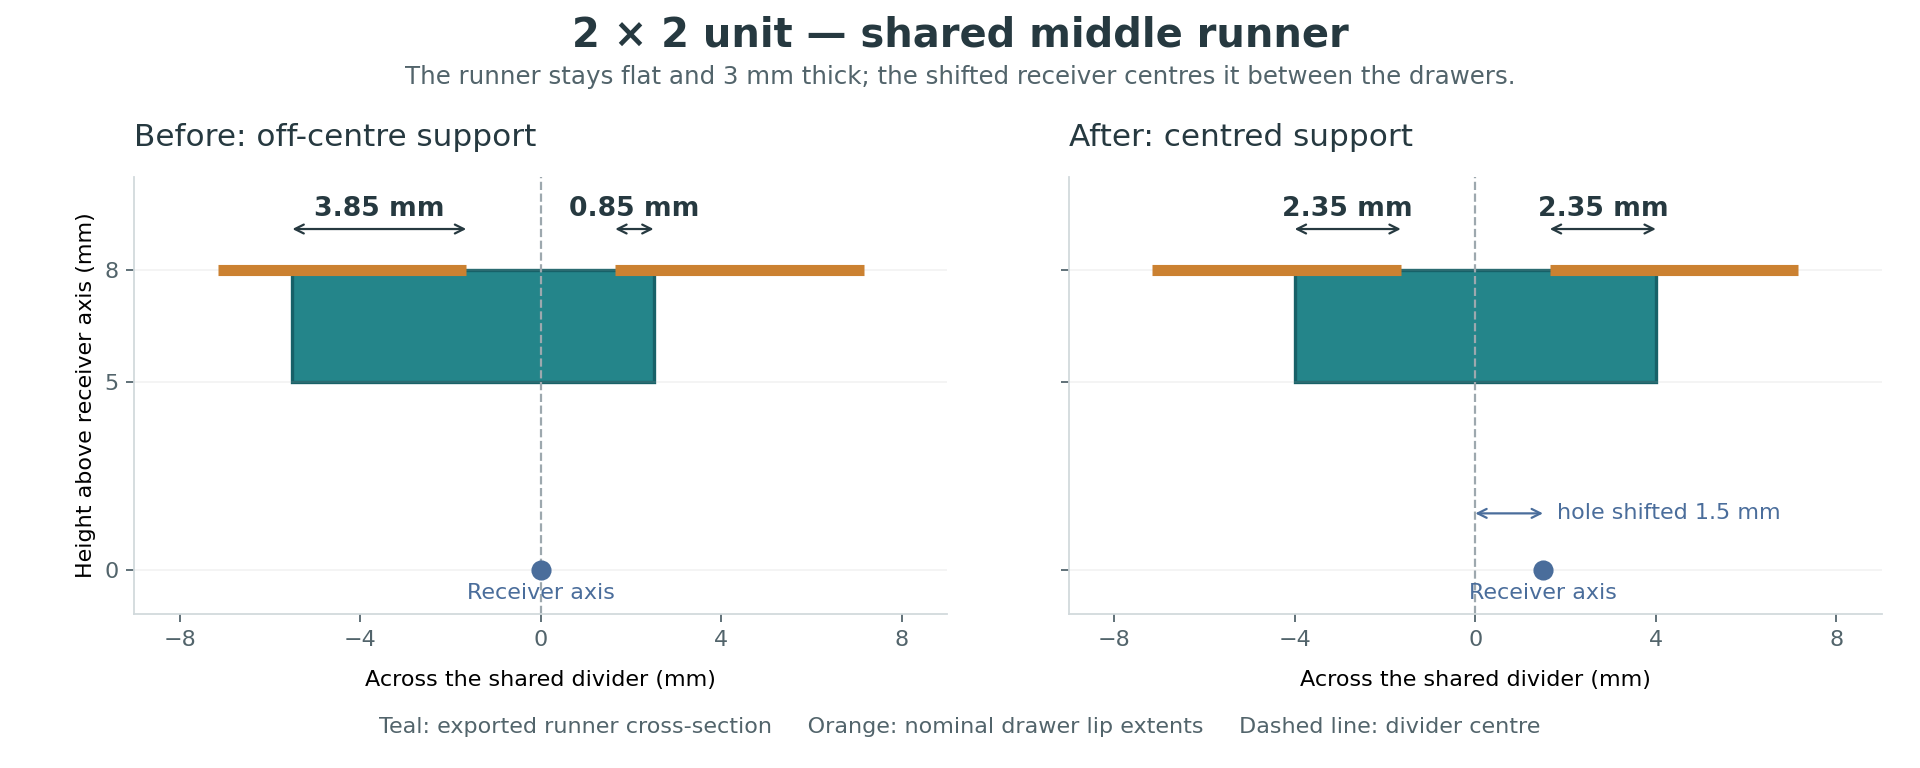 2 × 2 unit — shared middle runner
The runner stays flat and 3 mm thick; the shifted receiver centres it between the drawers.
Before: off-centre support
3.85 mm
0.85 mm
Height above receiver axis (mm)
8
5
0
Receiver axis
−8
−4
0
4
8
Across the shared divider (mm)
After: centred support
2.35 mm
2.35 mm
hole shifted 1.5 mm
Receiver axis
−8
−4
0
4
8
Across the shared divider (mm)
Teal: exported runner cross-section Orange: nominal drawer lip extents Dashed line: divider centre